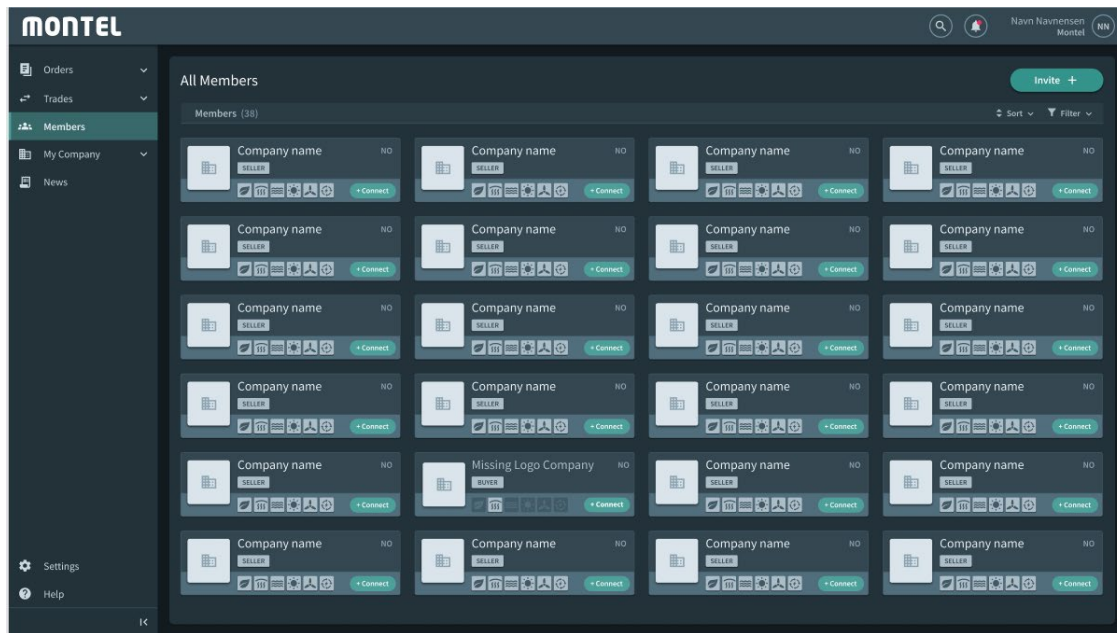 MONTEL
Navn Navnensen
Montel
NN
Orders
Trades
Members
My Company
News
Settings
Help
All Members
Invite +
Members (38)
Sort
Filter
Company name NO
SELLER
+ Connect
Company name NO
SELLER
+ Connect
Company name NO
SELLER
+ Connect
Company name NO
SELLER
+ Connect
Company name NO
SELLER
+ Connect
Company name NO
SELLER
+ Connect
Company name NO
SELLER
+ Connect
Company name NO
SELLER
+ Connect
Company name NO
SELLER
+ Connect
Company name NO
SELLER
+ Connect
Company name NO
SELLER
+ Connect
Company name NO
SELLER
+ Connect
Company name NO
SELLER
+ Connect
Company name NO
SELLER
+ Connect
Company name NO
SELLER
+ Connect
Company name NO
SELLER
+ Connect
Company name NO
SELLER
+ Connect
Missing Logo Company NO
BUYER
+ Connect
Company name NO
SELLER
+ Connect
Company name NO
SELLER
+ Connect
Company name NO
SELLER
+ Connect
Company name NO
SELLER
+ Connect
Company name NO
SELLER
+ Connect
Company name NO
SELLER
+ Connect